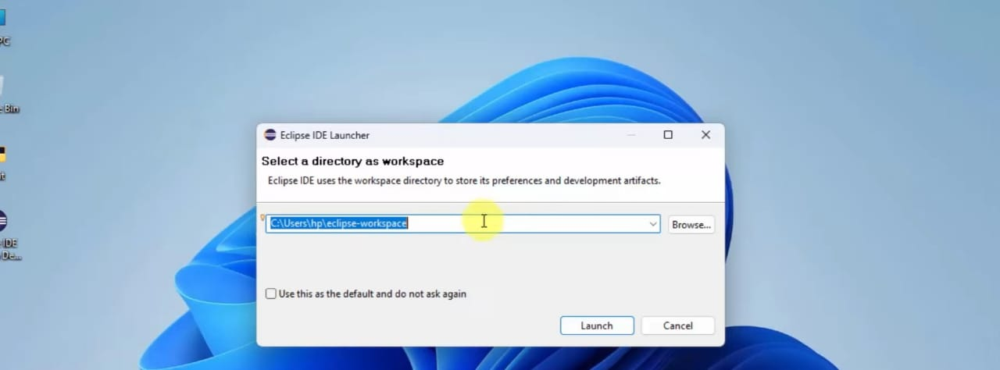 PC
Bin
Eclipse IDE Launcher
Select a directory as workspace
Eclipse IDE uses the workspace directory to store its preferences and development artifacts.
C:\Users\hp\eclipse-workspace
Browse...
IDE
De...
Use this as the default and do not ask again
Launch
Cancel